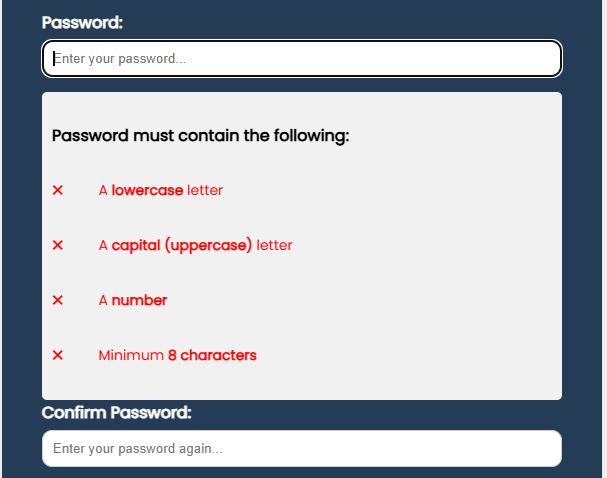 Password:
Enter your password...
Password must contain the following:
✕ A lowercase letter
✕ A capital (uppercase) letter
✕ A number
✕ Minimum 8 characters
Confirm Password:
Enter your password again...